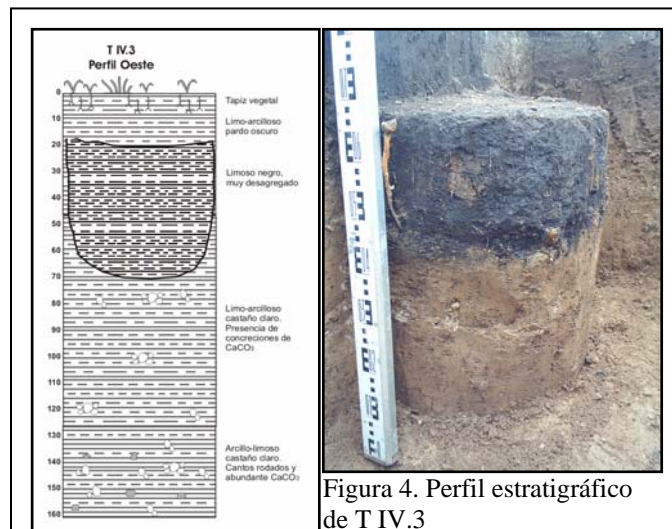 T IV.3
Perfil Oeste
0
10
20
30
40
50
60
70
80
90
100
110
120
130
140
150
160
Tapiz vegetal
Limo-arcilloso
pardo oscuro
Limoso negro,
muy desagregado
Limo-arcilloso
castaño claro.
Presencia de
concreciones de
CaCO₃
Arcillo-limoso
castaño claro.
Cantos rodados y
abundante CaCO₃
Figura 4. Perfil estratigráfico
de T IV.3